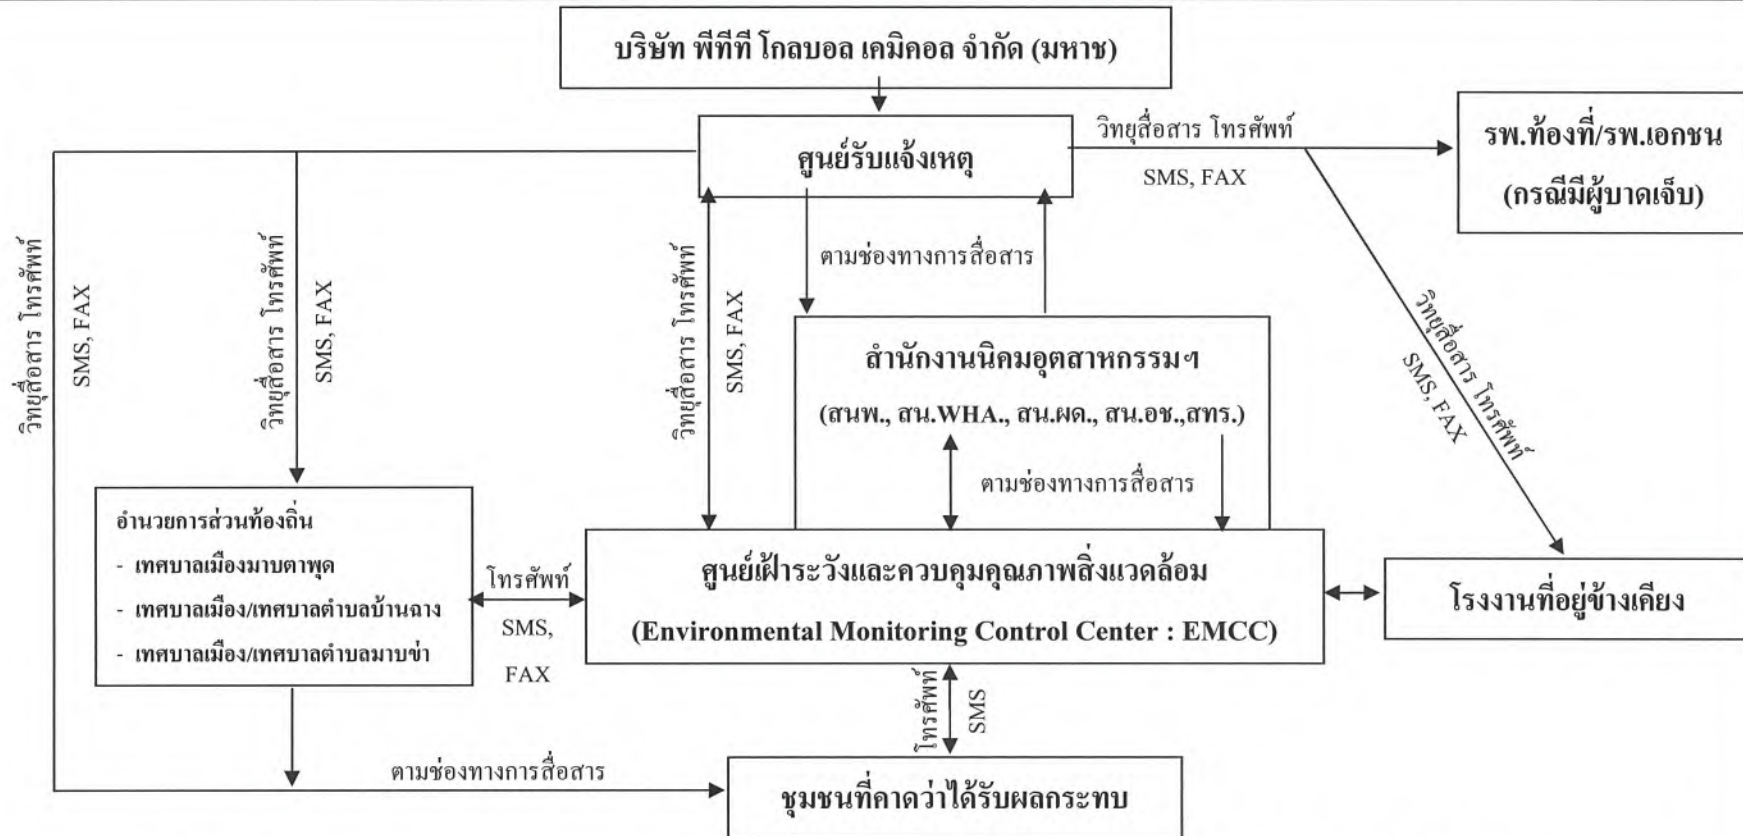 บริษัท พีทีที โกลบอล เคมิคอล จำกัด (มหาช)
ศูนย์รับแจ้งเหตุ
วิทยุสื่อสาร โทรศัพท์
SMS, FAX
รพ.ท้องที่/รพ.เอกชน
(กรณีมีผู้บาดเจ็บ)
วิทยุสื่อสาร โทรศัพท์
SMS, FAX
วิทยุสื่อสาร โทรศัพท์
SMS, FAX
วิทยุสื่อสาร โทรศัพท์
SMS, FAX
ตามช่องทางการสื่อสาร
วิทยุสื่อสาร โทรศัพท์
SMS, FAX
สำนักงานนิคมอุตสาหกรรมฯ
(สนพ., สน.WHA., สน.ผด., สน.อช.,สทร.)
ตามช่องทางการสื่อสาร
อำนวยการส่วนท้องถิ่น
- เทศบาลเมืองมาบตาพุด
- เทศบาลเมือง/เทศบาลตำบลบ้านฉาง
- เทศบาลเมือง/เทศบาลตำบลมาบข่า
โทรศัพท์
SMS,
FAX
ศูนย์เฝ้าระวังและควบคุมคุณภาพสิ่งแวดล้อม
(Environmental Monitoring Control Center : EMCC)
โรงงานที่อยู่ข้างเคียง
โทรศัพท์
SMS
ตามช่องทางการสื่อสาร
ชุมชนที่คาดว่าได้รับผลกระทบ